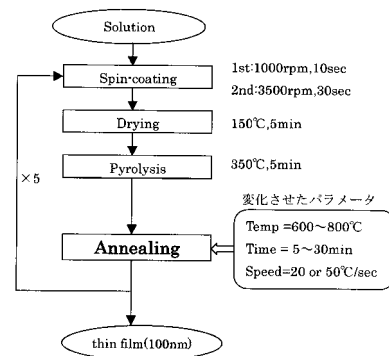 Solution
Spin-coating
1st:1000rpm,10sec
2nd:3500rpm,30sec
Drying
150℃,5min
Pyrolysis
350℃,5min
×5
変化させたパラメータ
Annealing
Temp =600～800℃
Time = 5～30min
Speed=20 or 50℃/sec
thin film(100nm)